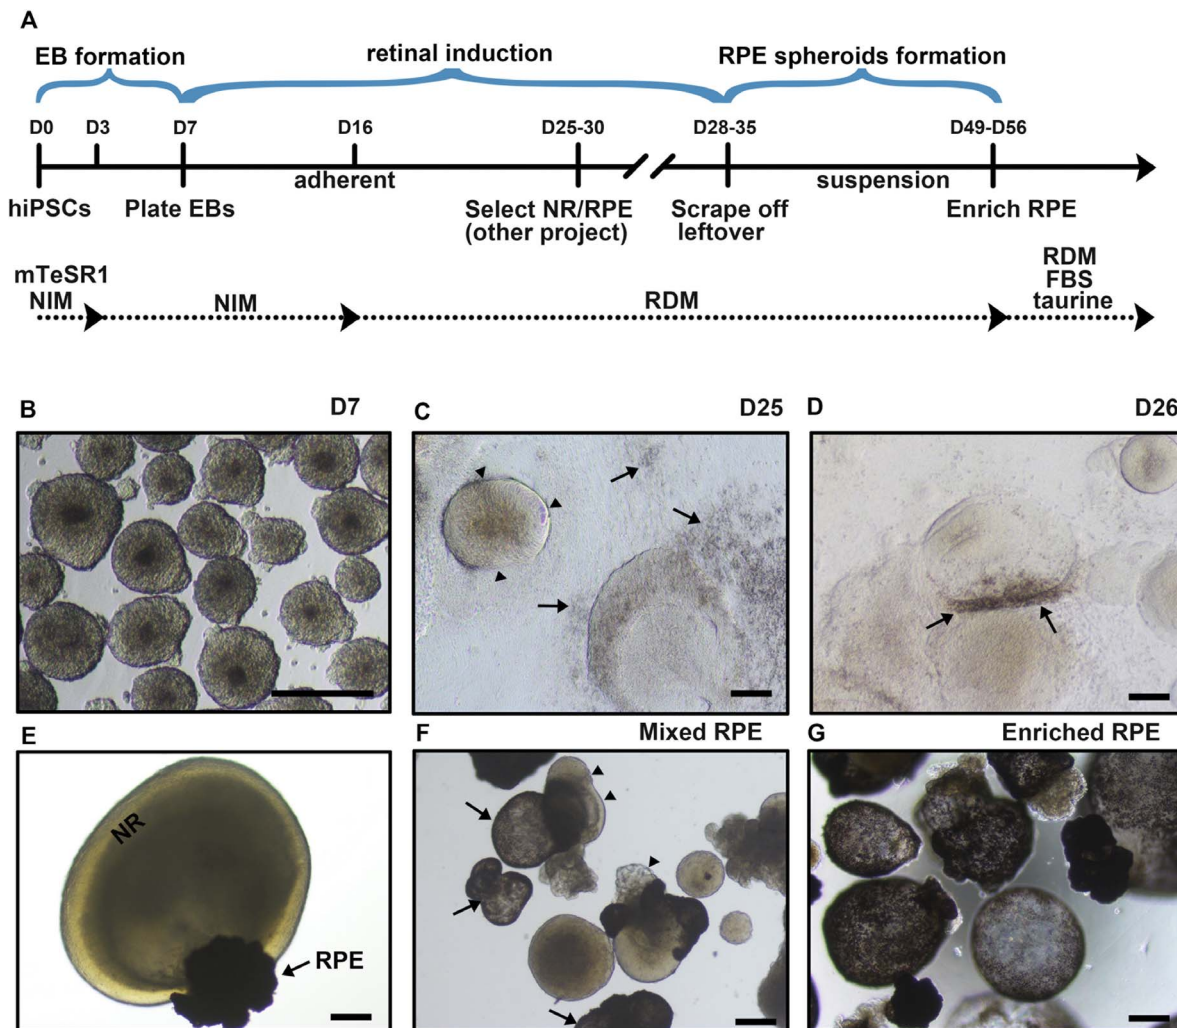 A
EB formation
retinal induction
RPE spheroids formation
D0 D3 D7 D16 D25-30 D28-35 D49-D56
adherent
suspension
hiPSCs Plate EBs Select NR/RPE Scrape off Enrich RPE
(other project) leftover
mTeSR1
NIM NIM RDM
RDM
FBS
taurine
B D7
C D25
D D26
E
NR
RPE
F Mixed RPE
G Enriched RPE